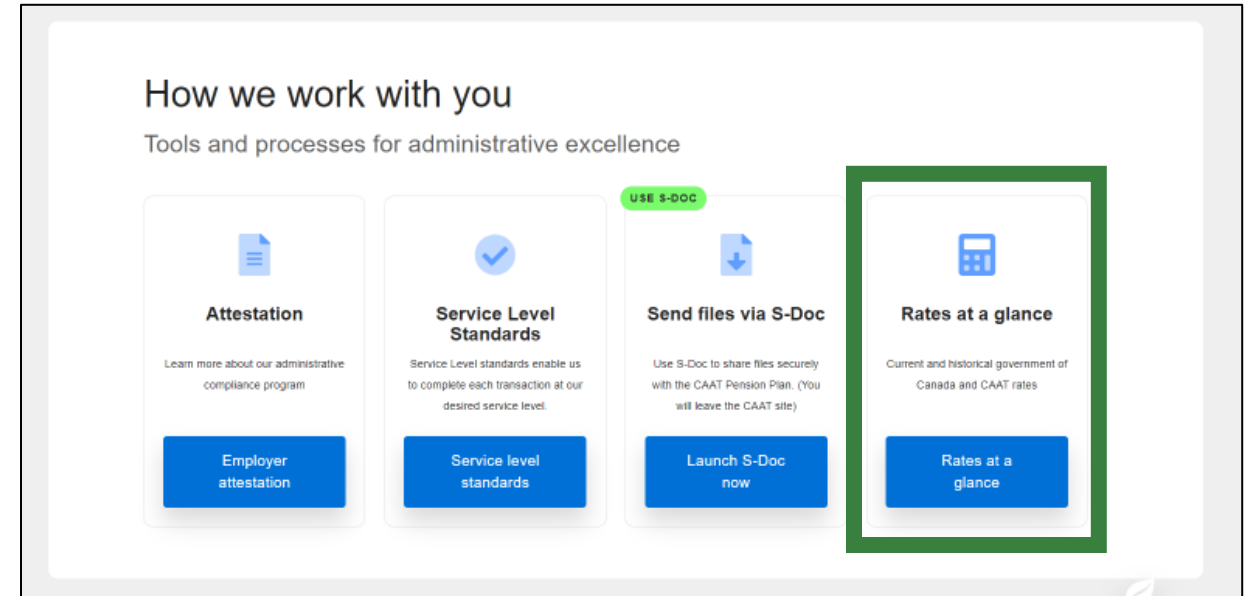 How we work with you
Tools and processes for administrative excellence
Attestation
Learn more about our administrative
compliance program
Employer
attestation
Service Level
Standards
Service Level standards enable us
to complete each transaction at our
desired service level.
Service level
standards
USE S-DOC
Send files via S-Doc
Use S-Doc to share files securely
with the CAAT Pension Plan. (You
will leave the CAAT site)
Launch S-Doc
now
Rates at a glance
Current and historical government of
Canada and CAAT rates
Rates at a
glance